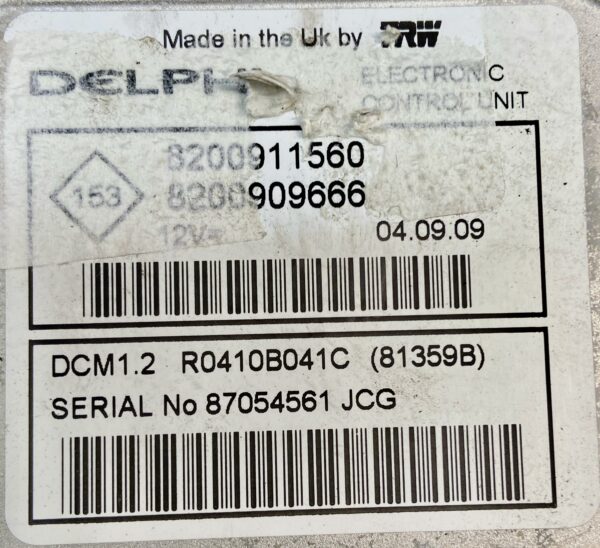 Made in the Uk by TRW
DELPHI ELECTRONIC
CONTROL UNIT
8200911560
153 8200909666
12V= 04.09.09
DCM1.2 R0410B041C (81359B)
SERIAL No 87054561 JCG